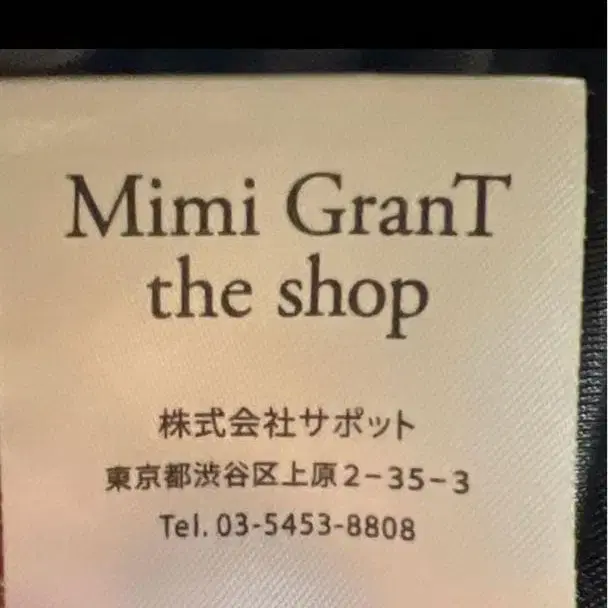 Mimi GranT
the shop
株式会社サポット
東京都渋谷区上原2-35-3
Tel. 03-5453-8808